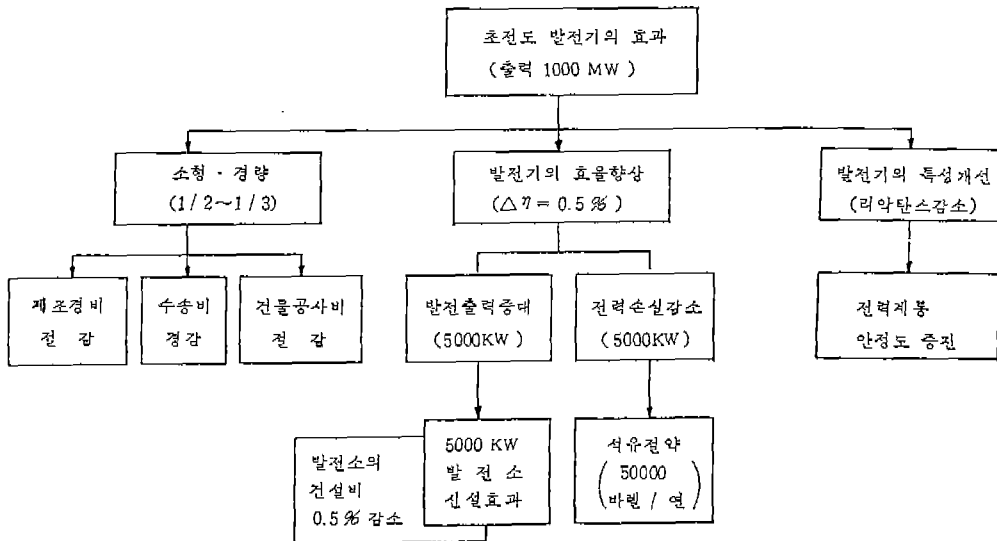 초전도 발전기의 효과
(출력 1000 MW)
소형·경량
(1/2~1/3)
발전기의 효율향상
(△η = 0.5%)
발전기의 특성개선
(리악탄스감소)
제조경비
절감
수송비
경감
건물공사비
절감
발전출력증대
(5000KW)
전력손실감소
(5000KW)
전력계통
안정도 증진
발전소의
건설비
0.5% 감소
5000 KW
발전소
신설효과
석유절약
(50000
바렐/연)